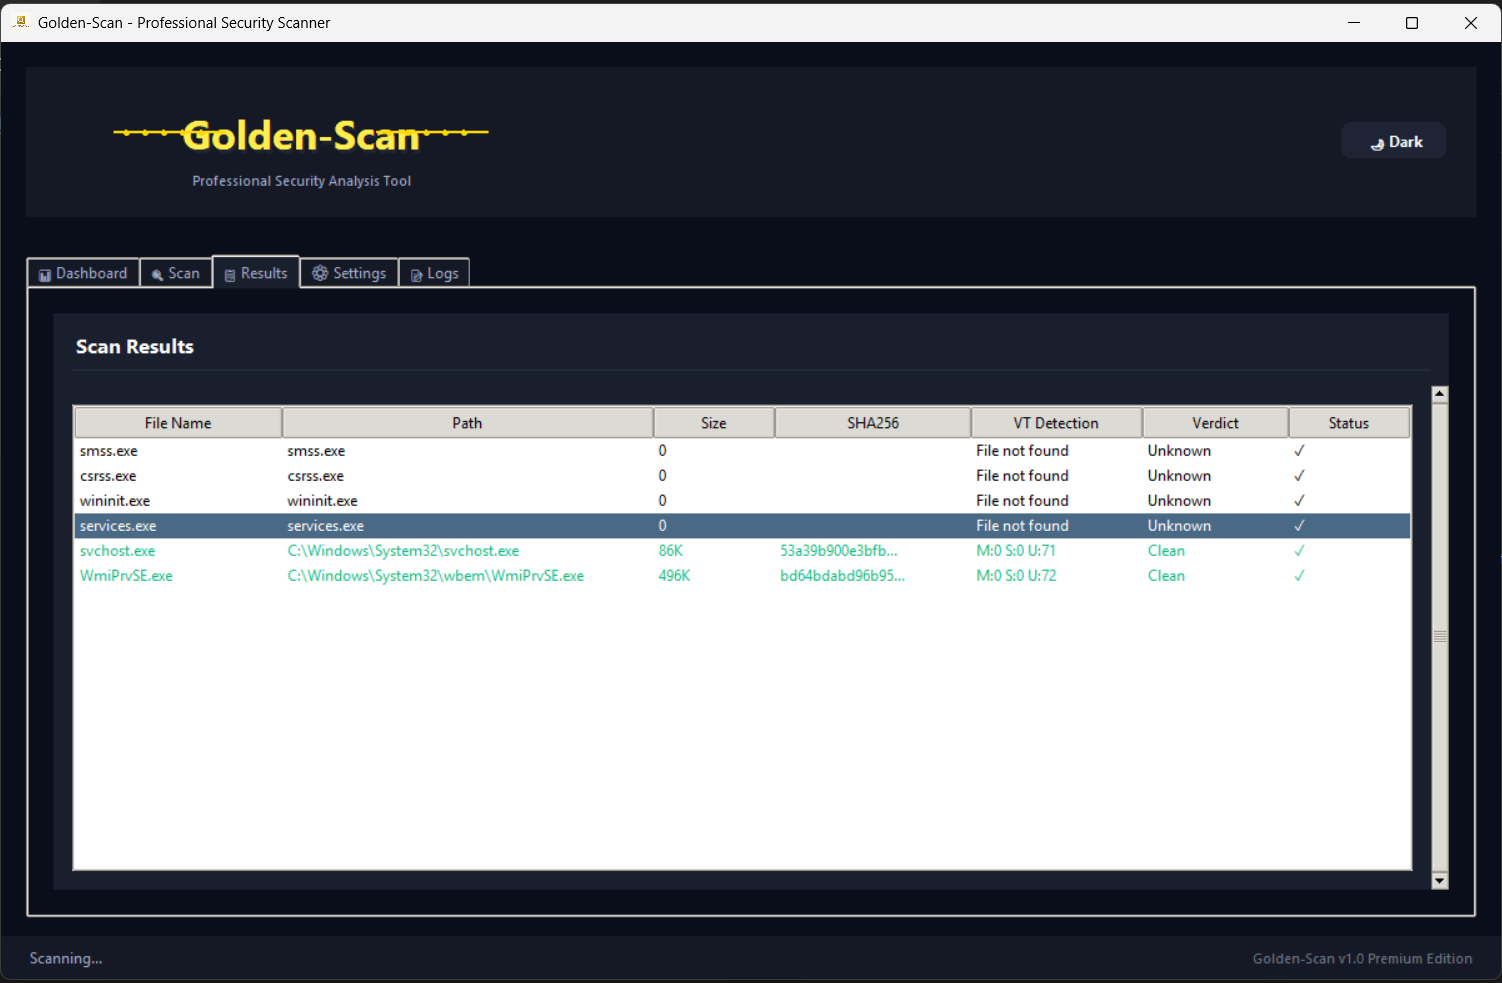 Golden-Scan - Professional Security Scanner
Golden-Scan
Professional Security Analysis Tool
Dark
Dashboard Scan Results Settings Logs
Scan Results
File Name Path Size SHA256 VT Detection Verdict Status
smss.exe smss.exe 0 File not found Unknown ✓
csrss.exe csrss.exe 0 File not found Unknown ✓
wininit.exe wininit.exe 0 File not found Unknown ✓
services.exe services.exe 0 File not found Unknown ✓
svchost.exe C:\Windows\System32\svchost.exe 86K 53a39b900e3bfb... M:0 S:0 U:71 Clean ✓
WmiPrvSE.exe C:\Windows\System32\wbem\WmiPrvSE.exe 496K bd64bdabd96b95... M:0 S:0 U:72 Clean ✓
Scanning...
Golden-Scan v1.0 Premium Edition